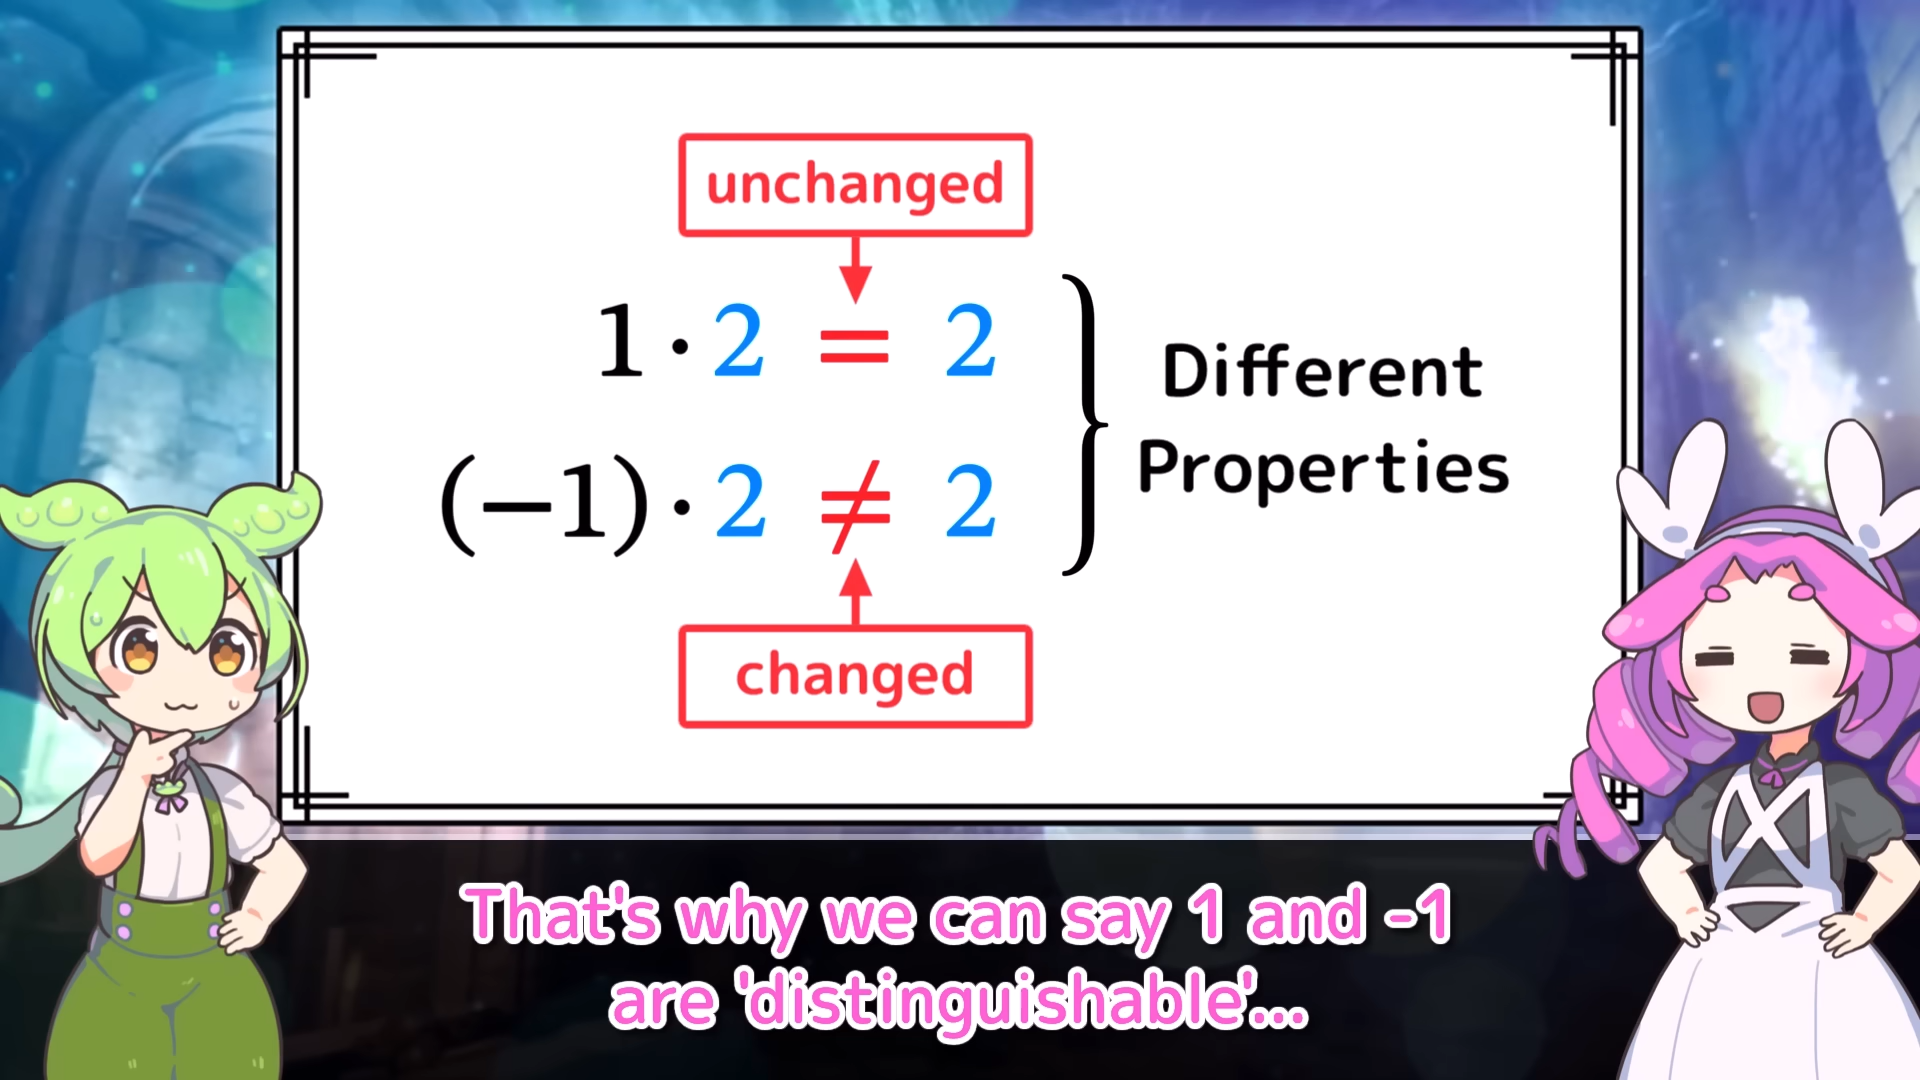 unchanged
1 · 2 = 2
(−1) · 2 ≠ 2
changed
Different
Properties
That's why we can say 1 and -1
are 'distinguishable'...